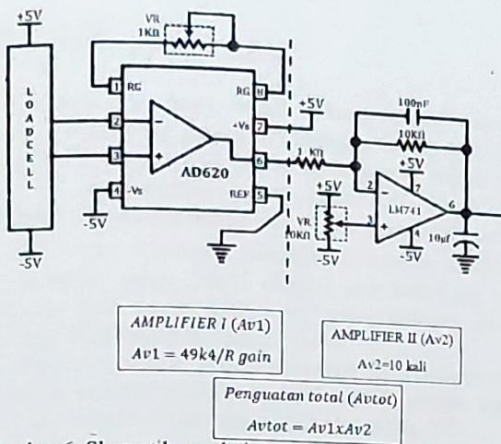 +5V
LOADCELL
-5V
VR
1KΩ
1
RG
RG
8
2
+Vs
7
+5V
3
AD620
6
4
-Vs
REF
5
-5V
1 KΩ
100nF
10KΩ
+5V
2
7
LM741
6
+5V
VR
10KΩ
3
4
-5V
-5V
10µf
AMPLIFIER I (Av1)
Av1 = 49k4/R gain
AMPLIFIER II (Av2)
Av2=10 kali
Penguatan total (Avtot)
Avtot = Av1xAv2